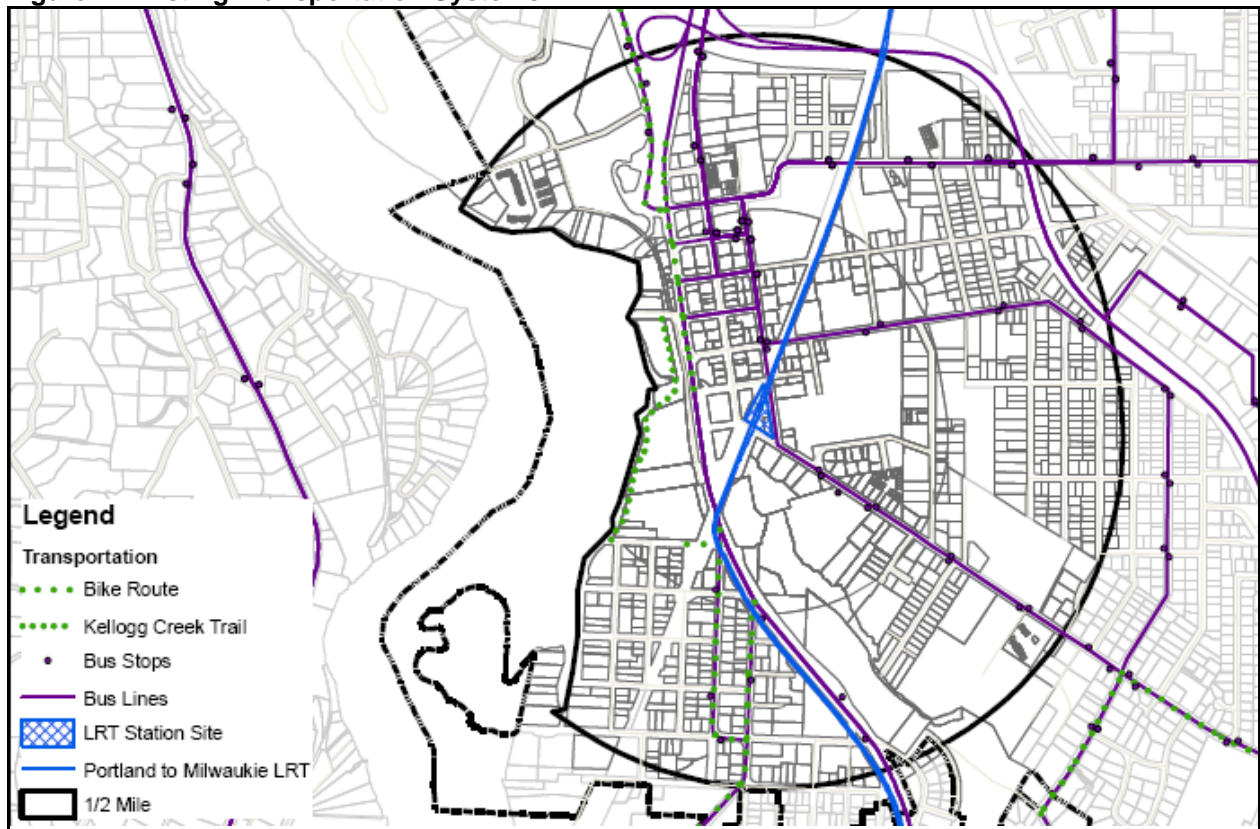 Legend
Transportation
Bike Route
Kellogg Creek Trail
Bus Stops
Bus Lines
LRT Station Site
Portland to Milwaukie LRT
1/2 Mile